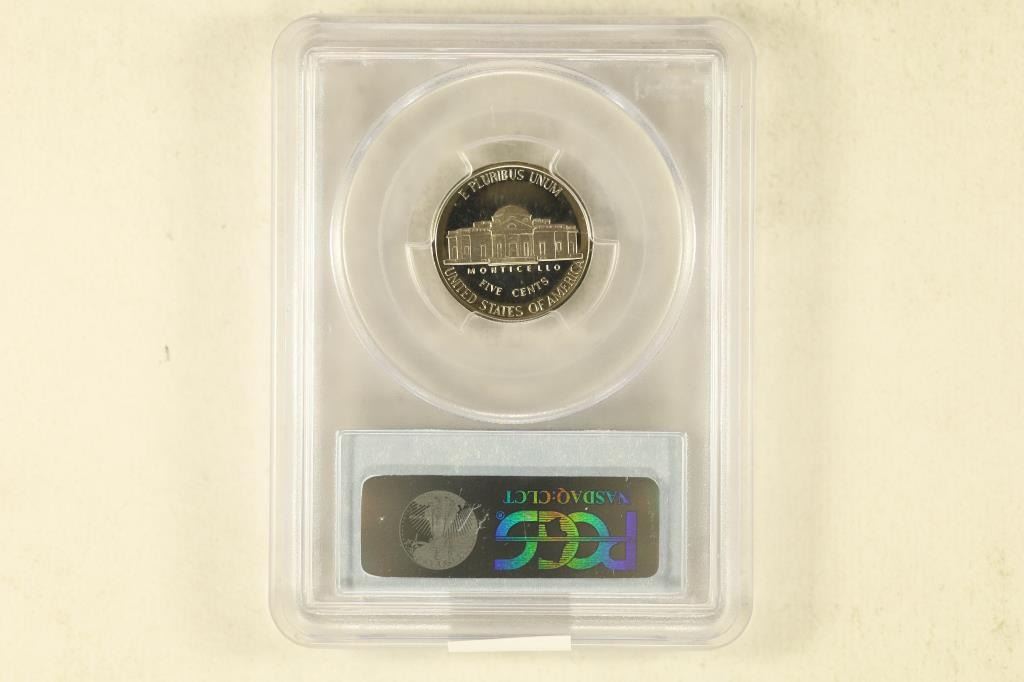 E PLURIBUS UNUM
MONTICELLO
FIVE CENTS
UNITED STATES OF AMERICA
NASDAQ:CLCT
PCGS®